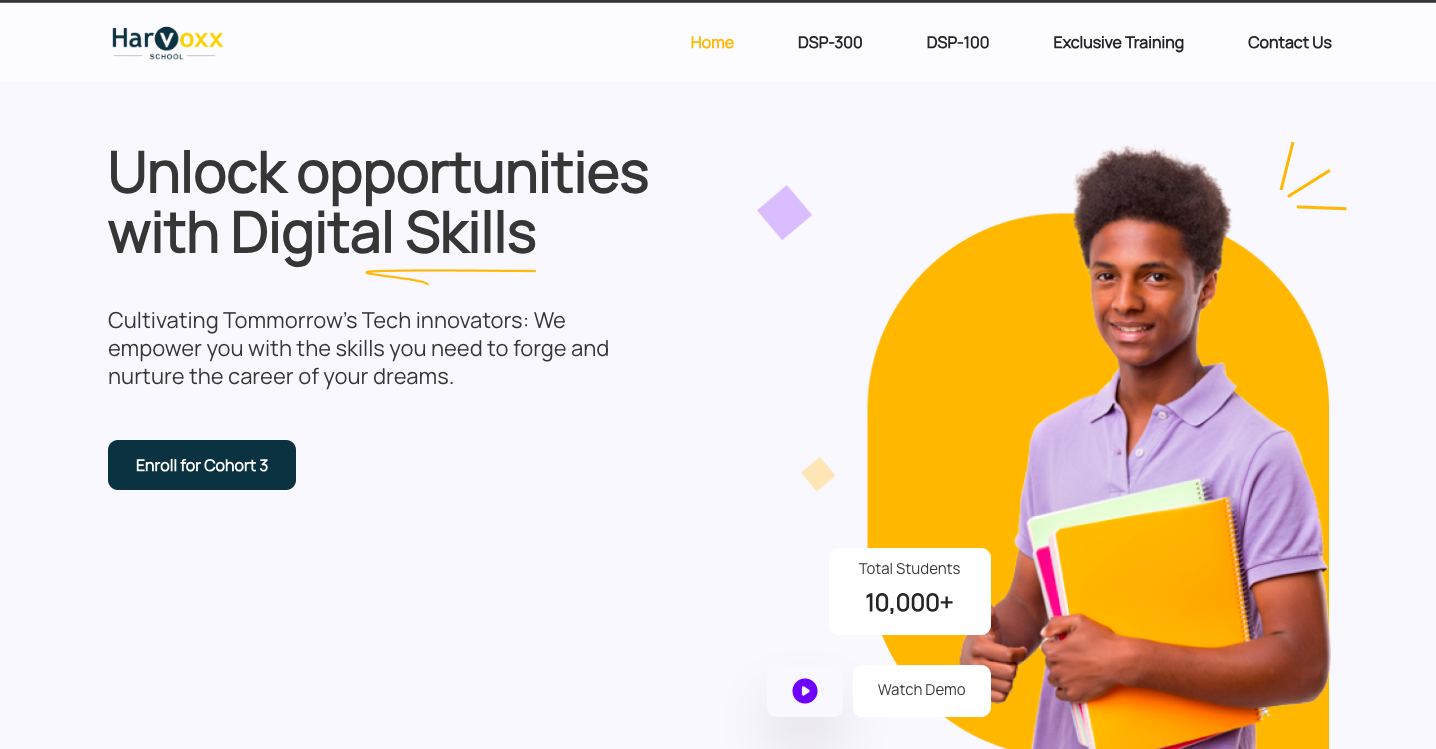 HarVoxx
SCHOOL
Home
DSP-300
DSP-100
Exclusive Training
Contact Us
Unlock opportunities
with Digital Skills
Cultivating Tommorrow's Tech innovators: We
empower you with the skills you need to forge and
nurture the career of your dreams.
Enroll for Cohort 3
Total Students
10,000+
Watch Demo